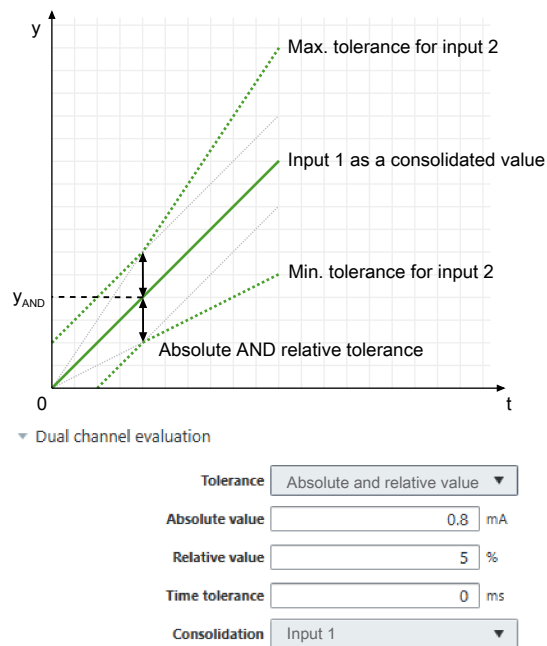 y
Max. tolerance for input 2
Input 1 as a consolidated value
Min. tolerance for input 2
yAND
Absolute AND relative tolerance
0
t
Dual channel evaluation
Tolerance Absolute and relative value
Absolute value 0.8 mA
Relative value 5 %
Time tolerance 0 ms
Consolidation Input 1